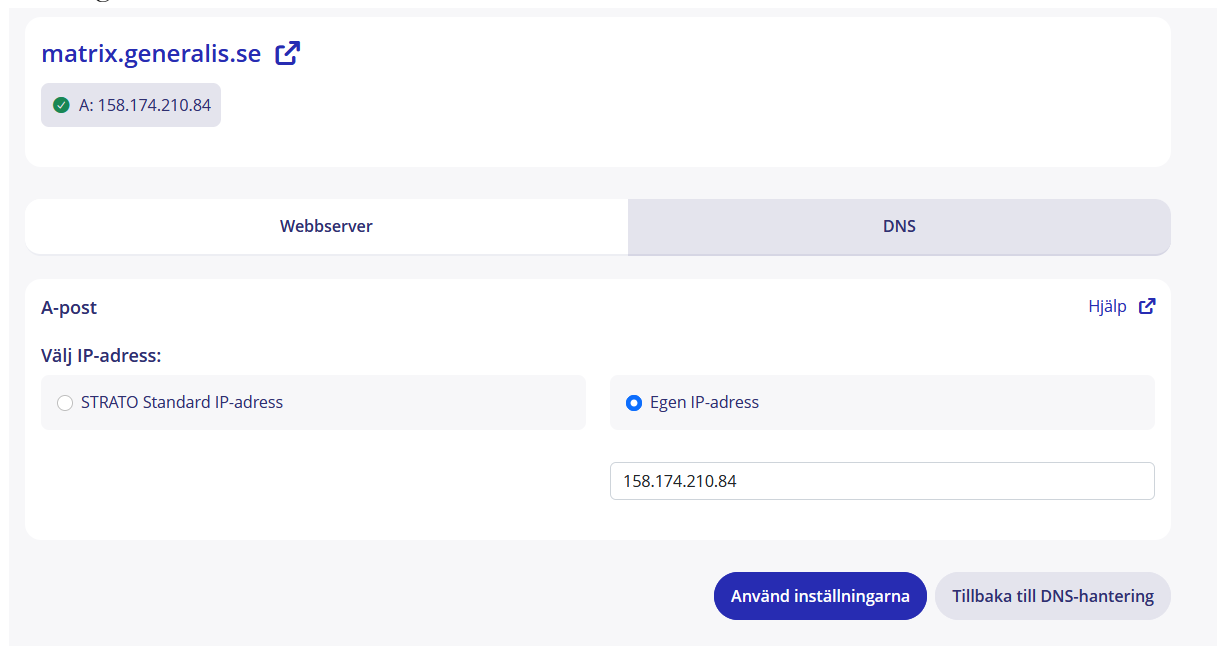 matrix.generalis.se
A: 158.174.210.84
Webbserver
DNS
A-post
Hjälp
Välj IP-adress:
STRATO Standard IP-adress
Egen IP-adress
158.174.210.84
Använd inställningarna
Tillbaka till DNS-hantering